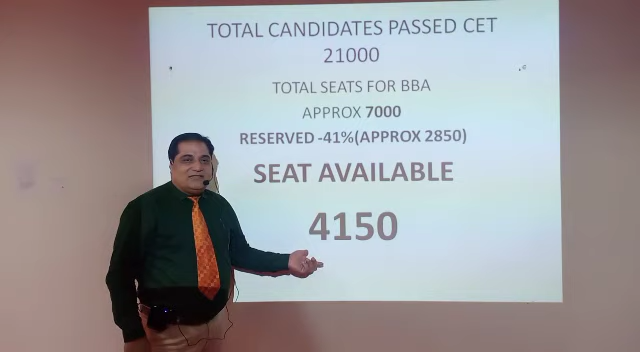 TOTAL CANDIDATES PASSED CET
21000
TOTAL SEATS FOR BBA
APPROX 7000
RESERVED -41%(APPROX 2850)
SEAT AVAILABLE
4150